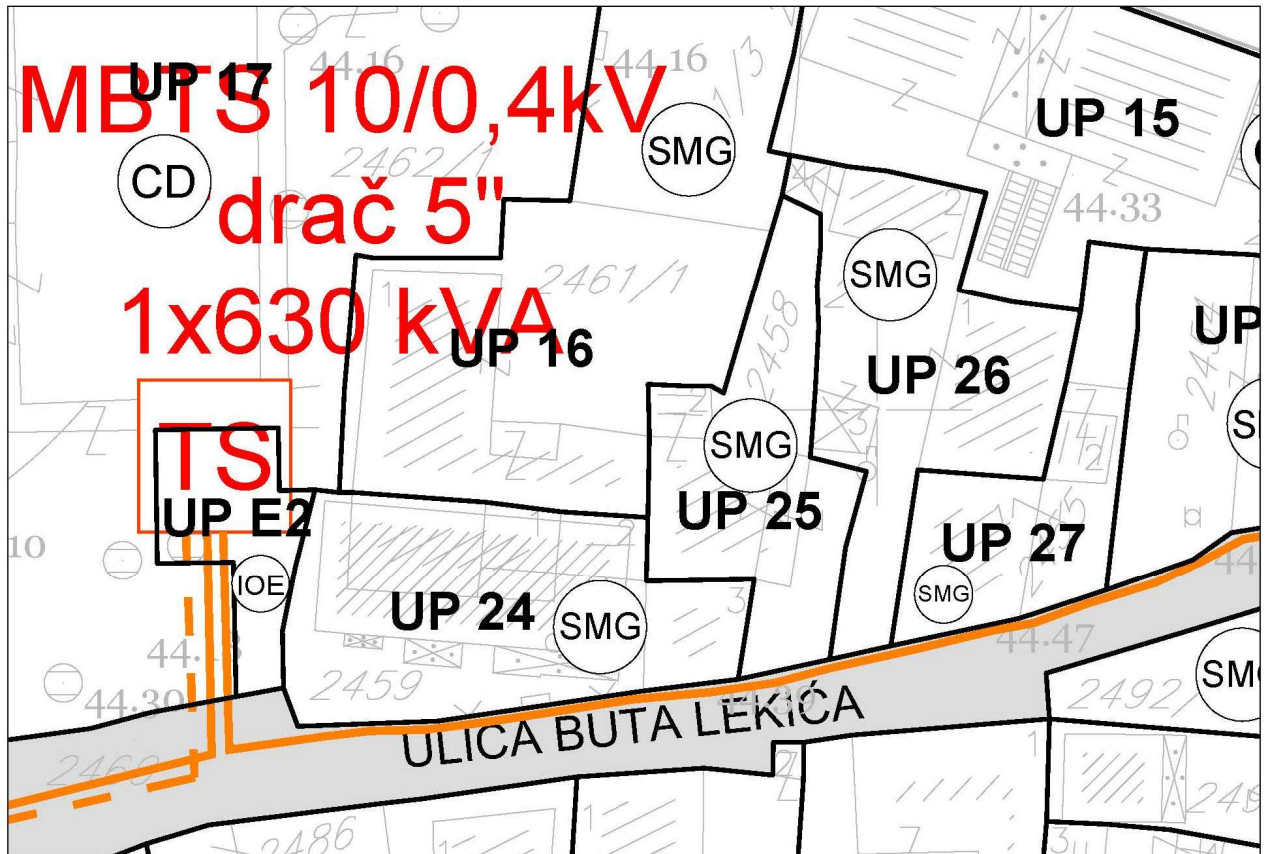 MBTS 10/0,4kV
drač 5"
1x630 kVA
TS
UP 17
CD
44.16
44.16
SMG
UP 15
2462/1
44.33
2461/1
SMG
UP 16
2458
UP 26
UP
SMG
UP 25
UP E2
UP 27
IOE
SMG
UP 24
SMG
2459
44.39
44.47
ULICA BUTA LEKIĆA
2492
2486